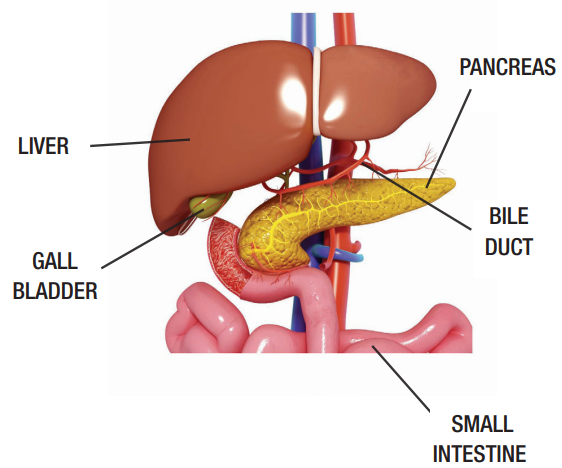 PANCREAS
LIVER
BILE
DUCT
GALL
BLADDER
SMALL
INTESTINE